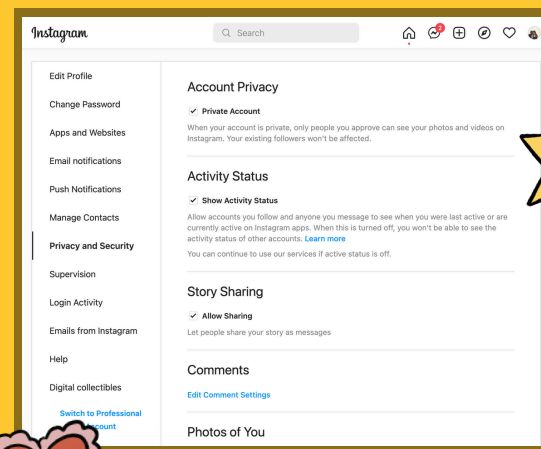 Instagram
Search
2
Edit Profile
Change Password
Apps and Websites
Email notifications
Push Notifications
Manage Contacts
Privacy and Security
Supervision
Login Activity
Emails from Instagram
Help
Digital collectibles
Switch to Professional
Account Privacy
Private Account
When your account is private, only people you approve can see your photos and videos on
Instagram. Your existing followers won't be affected.
Activity Status
Show Activity Status
Allow accounts you follow and anyone you message to see when you were last active or are
currently active on Instagram apps. When this is turned off, you won't be able to see the
activity status of other accounts. Learn more
You can continue to use our services if active status is off.
Story Sharing
Allow Sharing
Let people share your story as messages
Comments
Edit Comment Settings
Photos of You